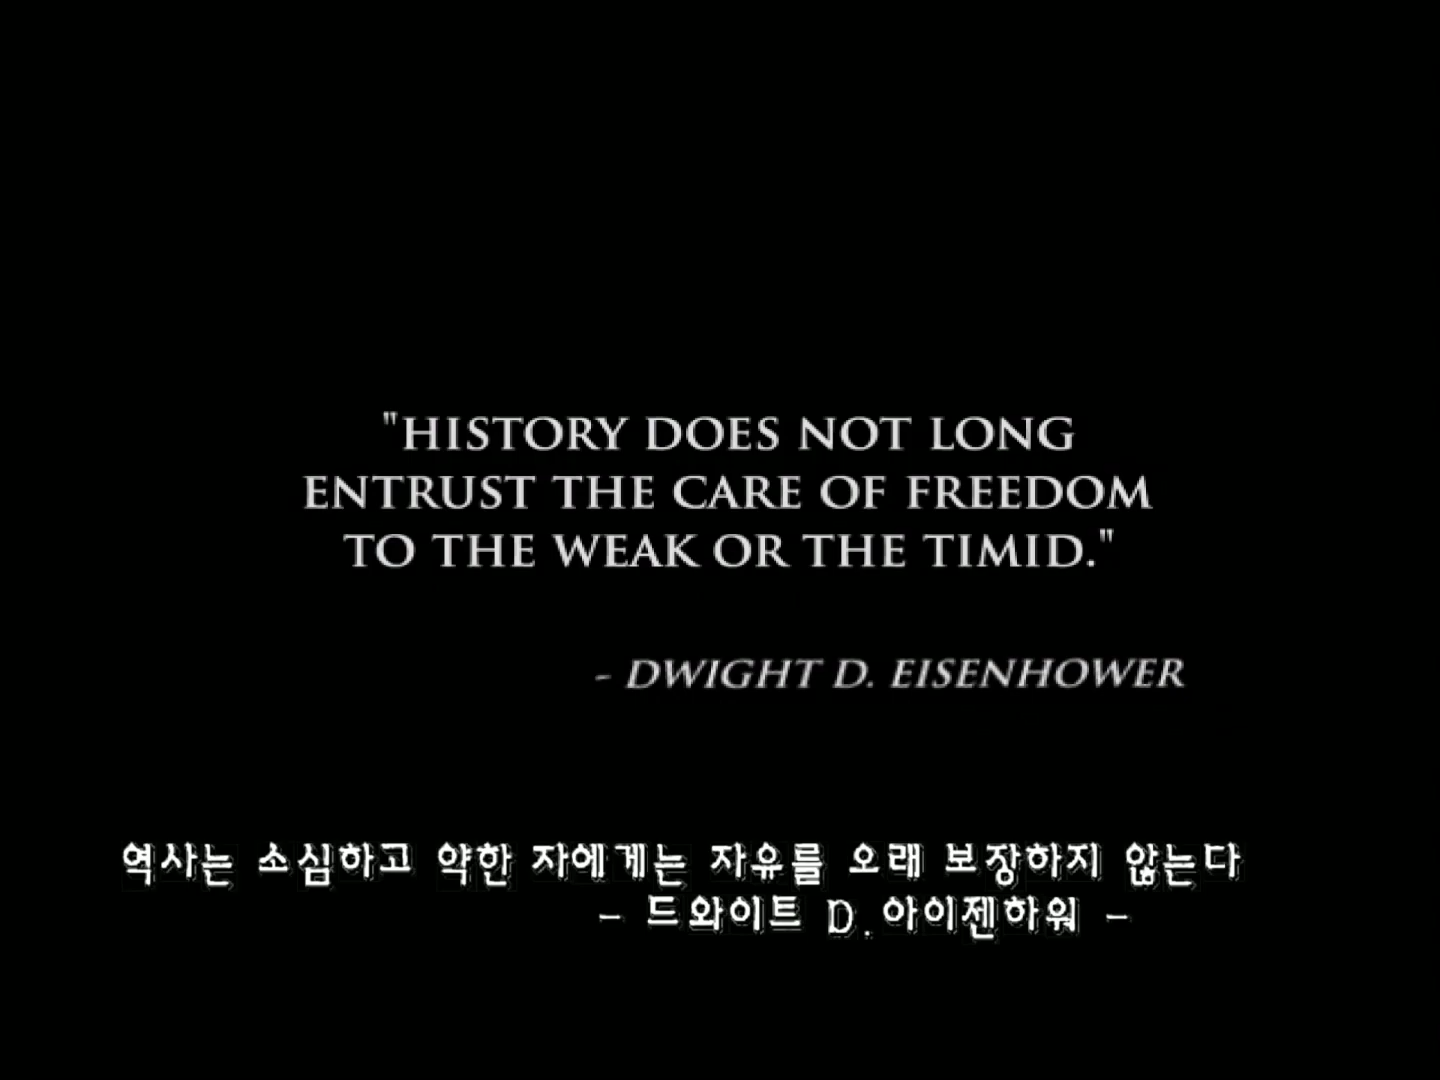 "HISTORY DOES NOT LONG
ENTRUST THE CARE OF FREEDOM
TO THE WEAK OR THE TIMID."
- DWIGHT D. EISENHOWER
역사는 소심하고 약한 자에게는 자유를 오래 보장하지 않는다
- 드와이트 D.아이젠하워 -